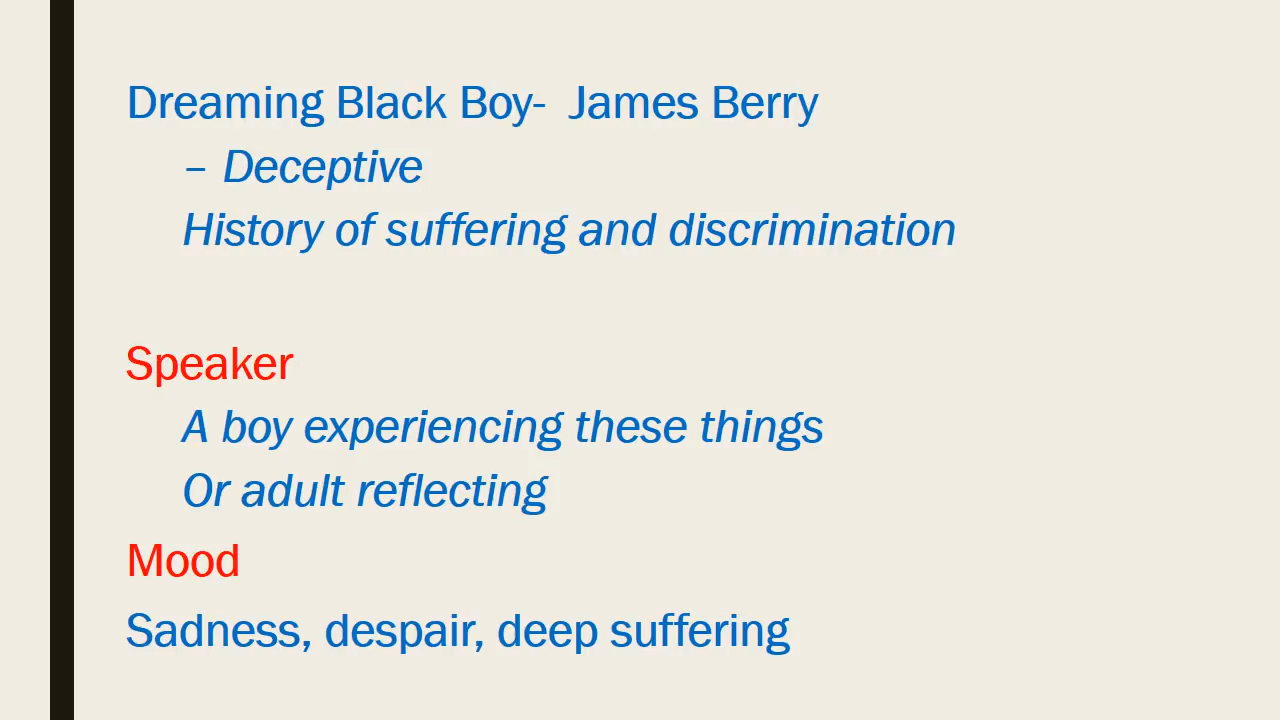 Dreaming Black Boy-  James Berry
– Deceptive
History of suffering and discrimination
Speaker
A boy experiencing these things
Or adult reflecting
Mood
Sadness, despair, deep suffering